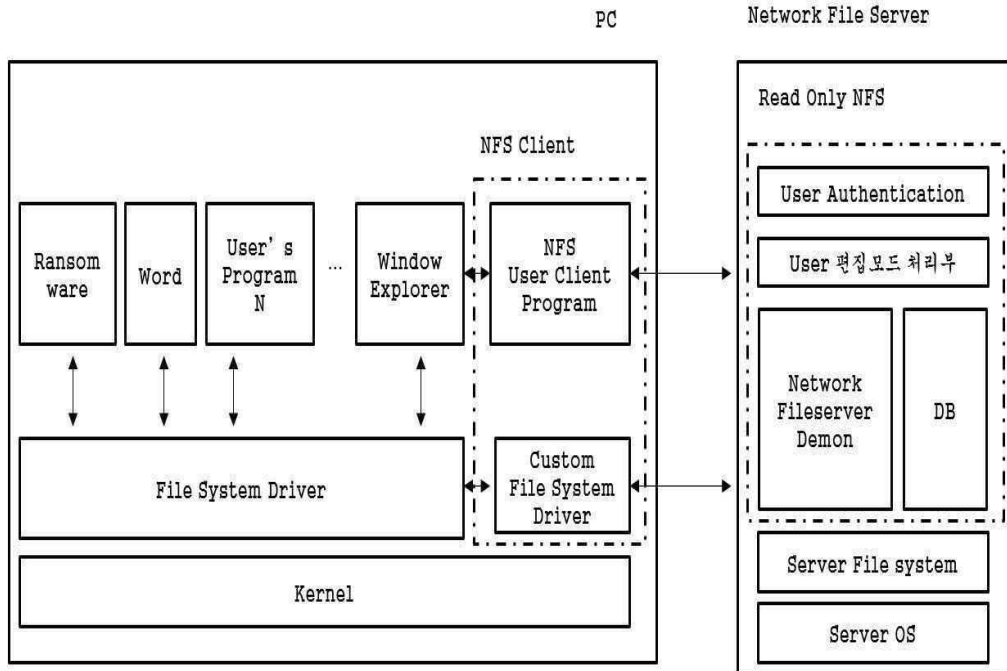 PC
Network File Server
Read Only NFS
NFS Client
User Authentication
Ransom
ware
Word
User's
Program
N
...
Window
Explorer
NFS
User Client
Program
User 편집모드 처리부
Network
Fileserver
Demon
DB
File System Driver
Custom
File System
Driver
Server File system
Kernel
Server OS